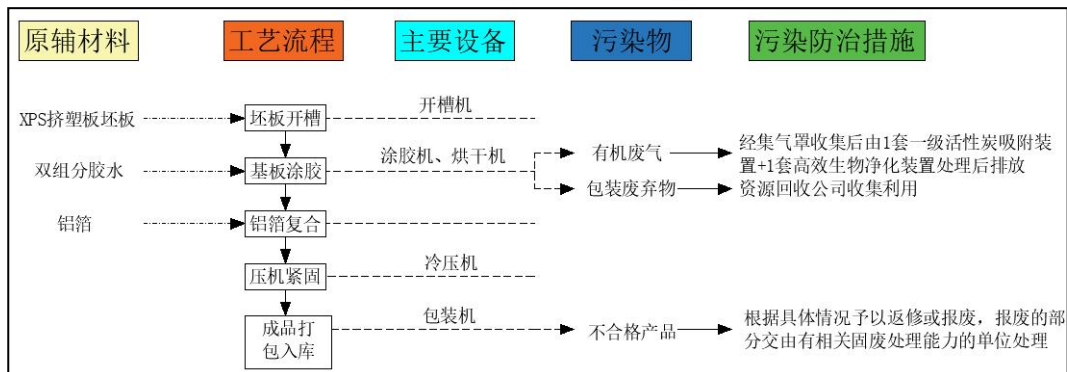 原辅材料
工艺流程
主要设备
污染物
污染防治措施
XPS挤塑板坯板
坯板开槽
开槽机
双组分胶水
基板涂胶
涂胶机、烘干机
有机废气
经集气罩收集后由1套一级活性炭吸附装
置+1套高效生物净化装置处理后排放
包装废弃物
资源回收公司收集利用
铝箔
铝箔复合
压机紧固
冷压机
成品打
包入库
包装机
不合格产品
根据具体情况予以返修或报废，报废的部
分交由有相关固废处理能力的单位处理